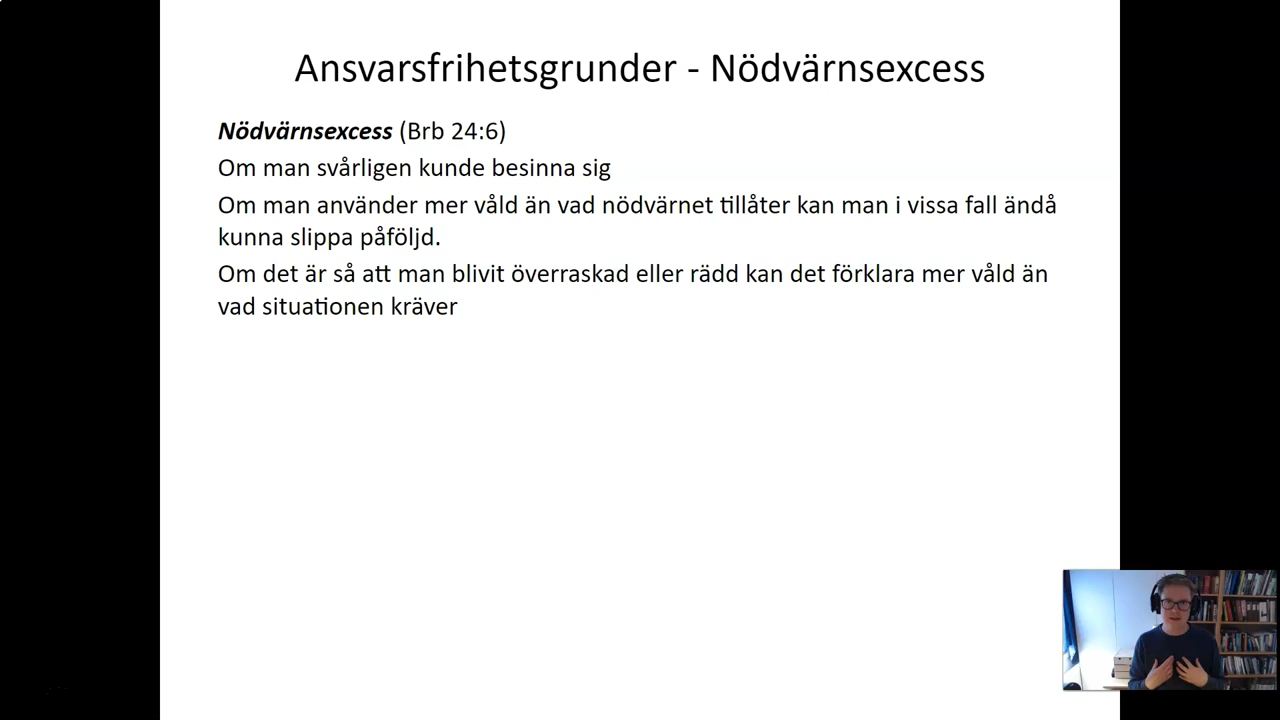 Ansvarsfrihetsgrunder - Nödvärnsexcess
Nödvärnsexcess (Brb 24:6)
Om man svårligen kunde besinna sig
Om man använder mer våld än vad nödvärnet tillåter kan man i vissa fall ändå
kunna slippa påföljd.
Om det är så att man blivit överraskad eller rädd kan det förklara mer våld än
vad situationen kräver